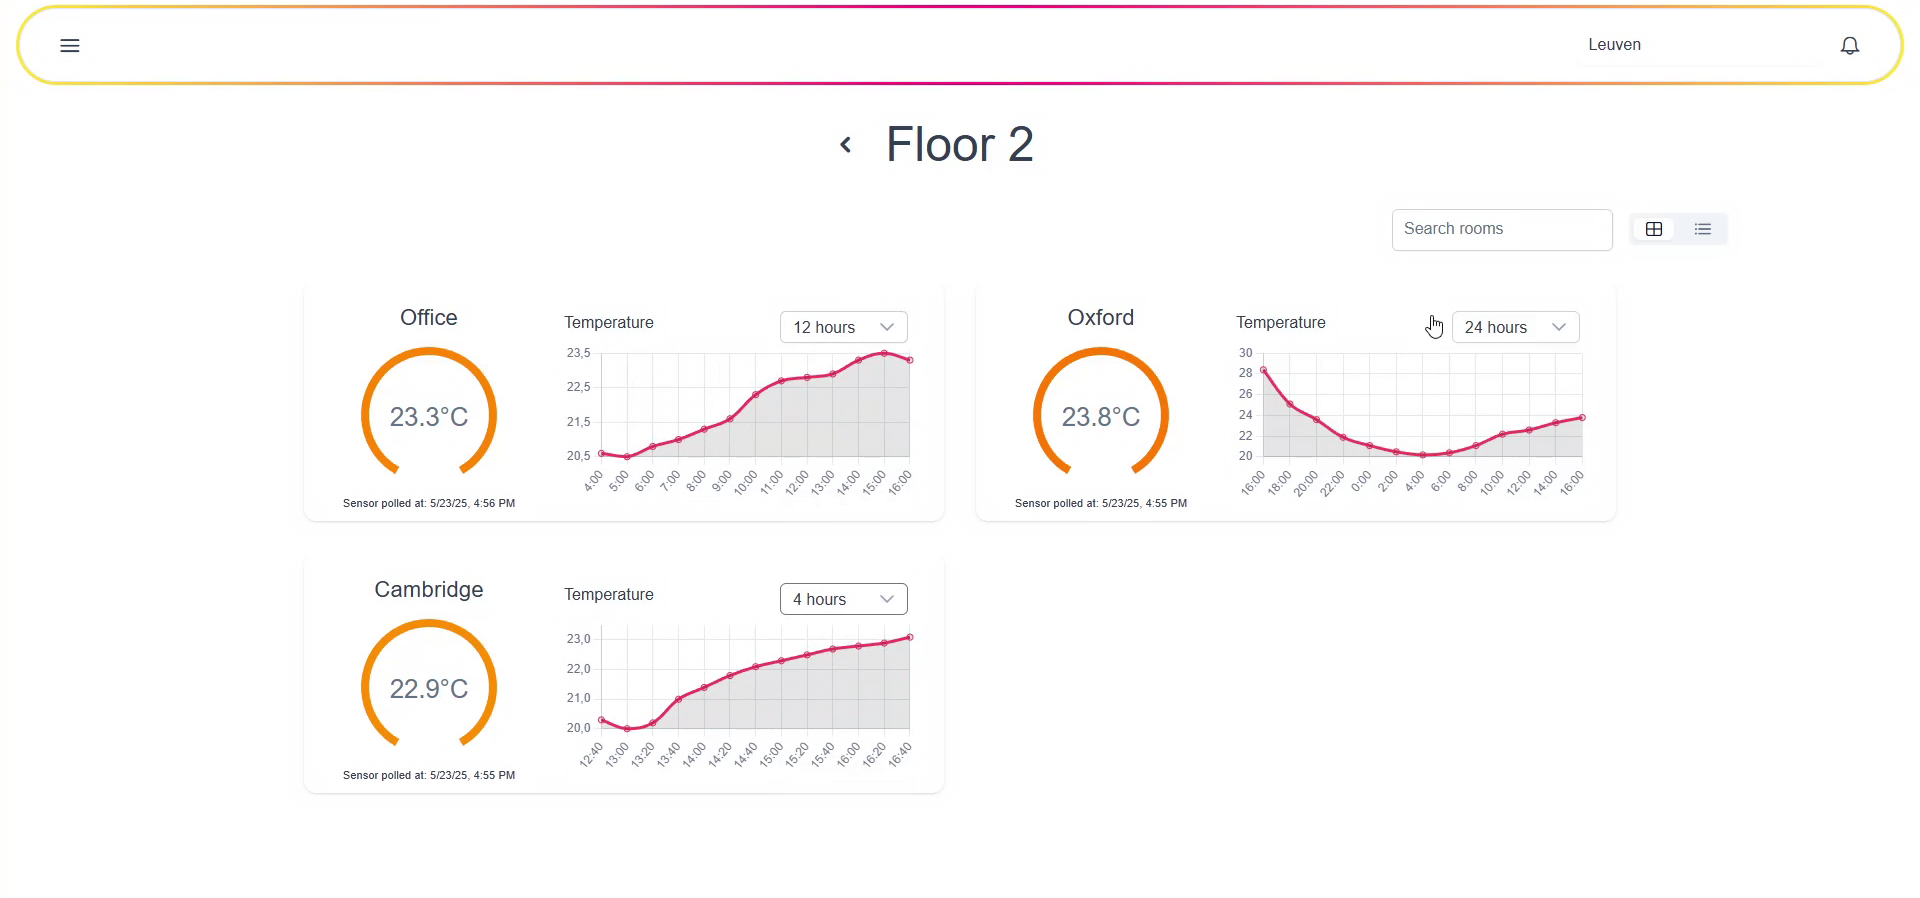 Leuven
Floor 2
Search rooms
Office
Temperature
12 hours
23,5
22,5
21,5
20,5
23.3°C
4:00 5:00 6:00 7:00 8:00 9:00 10:00 11:00 12:00 13:00 14:00 15:00 16:00
Sensor polled at: 5/23/25, 4:56 PM
Oxford
Temperature
24 hours
30
28
26
24
22
20
23.8°C
16:00 18:00 20:00 22:00 0:00 2:00 4:00 6:00 8:00 10:00 12:00 14:00 16:00
Sensor polled at: 5/23/25, 4:55 PM
Cambridge
Temperature
4 hours
23,0
22,0
21,0
20,0
22.9°C
12:40 13:00 13:20 13:40 14:00 14:20 14:40 15:00 15:20 15:40 16:00 16:20 16:40
Sensor polled at: 5/23/25, 4:55 PM